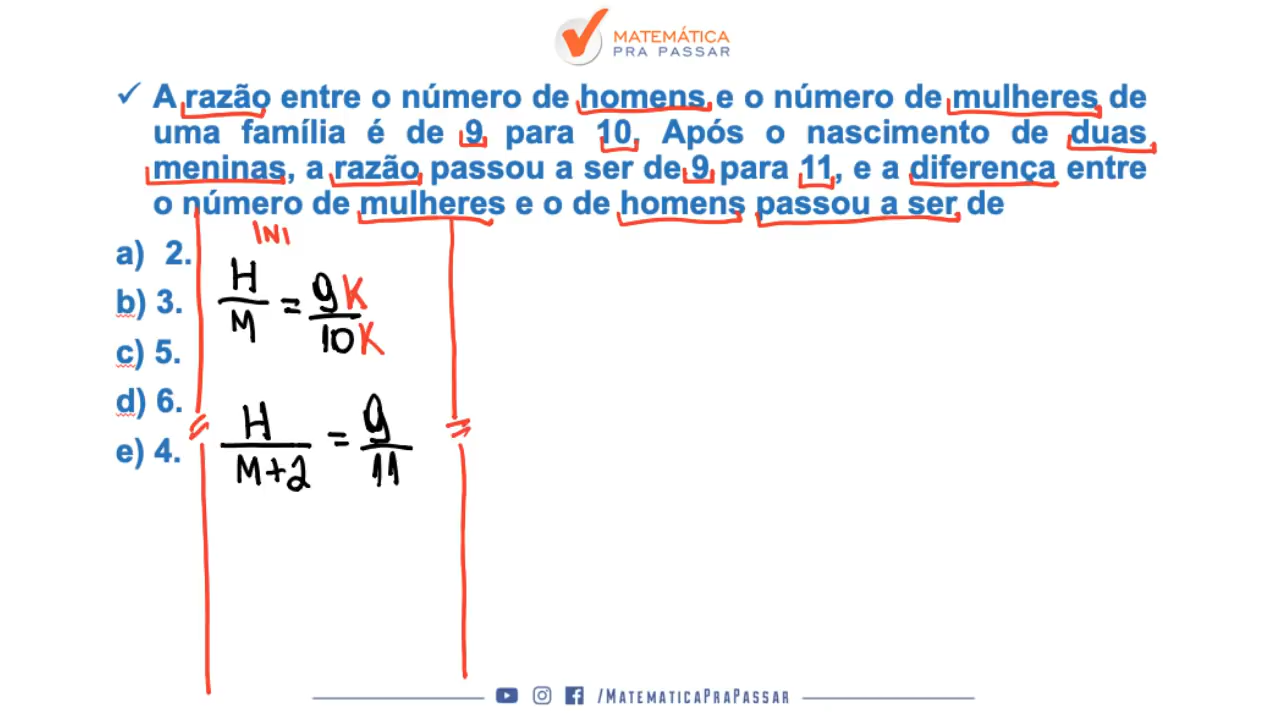 MATEMÁTICA
PRA PASSAR
✓ A razão entre o número de homens e o número de mulheres de
uma família é de 9 para 10. Após o nascimento de duas
meninas, a razão passou a ser de 9 para 11, e a diferença entre
o número de mulheres e o de homens passou a ser de
a) 2.
b) 3.
c) 5.
d) 6.
e) 4.
INI
H/M = 9K/10K
H/M+2 = 9/11
/MATEMATICAPRAPASSAR